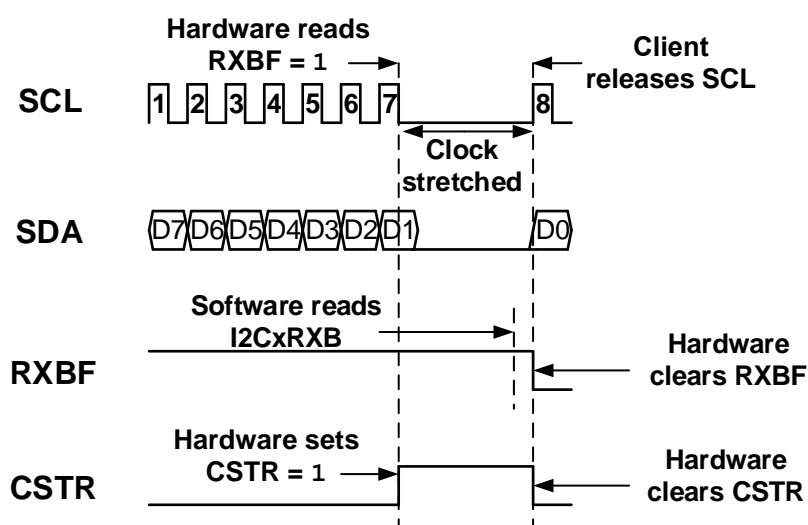 Hardware reads
RXBF = 1
Client
releases SCL
SCL
1 2 3 4 5 6 7 8
Clock
stretched
SDA
D7 D6 D5 D4 D3 D2 D1 D0
Software reads
I2CxRXB
RXBF
Hardware
clears RXBF
Hardware sets
CSTR = 1
CSTR
Hardware
clears CSTR